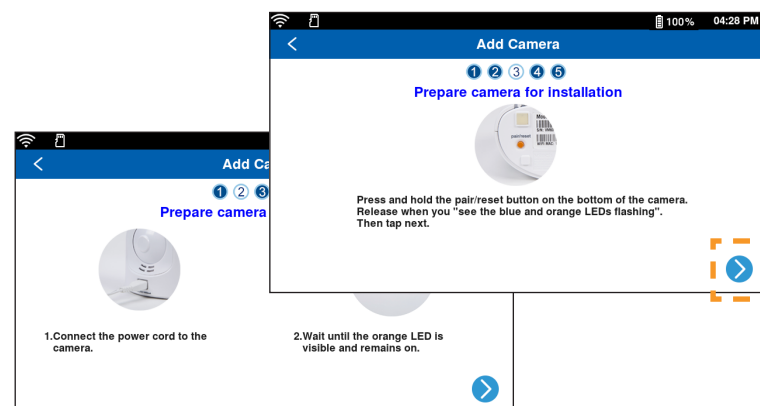 100% 04:28 PM
Add Camera
1 2 3 4 5
Prepare camera for installation
pair/reset
Press and hold the pair/reset button on the bottom of the camera.
Release when you "see the blue and orange LEDs flashing".
Then tap next.
Add Ca
1 2 3
Prepare camera
1.Connect the power cord to the
camera.
2.Wait until the orange LED is
visible and remains on.